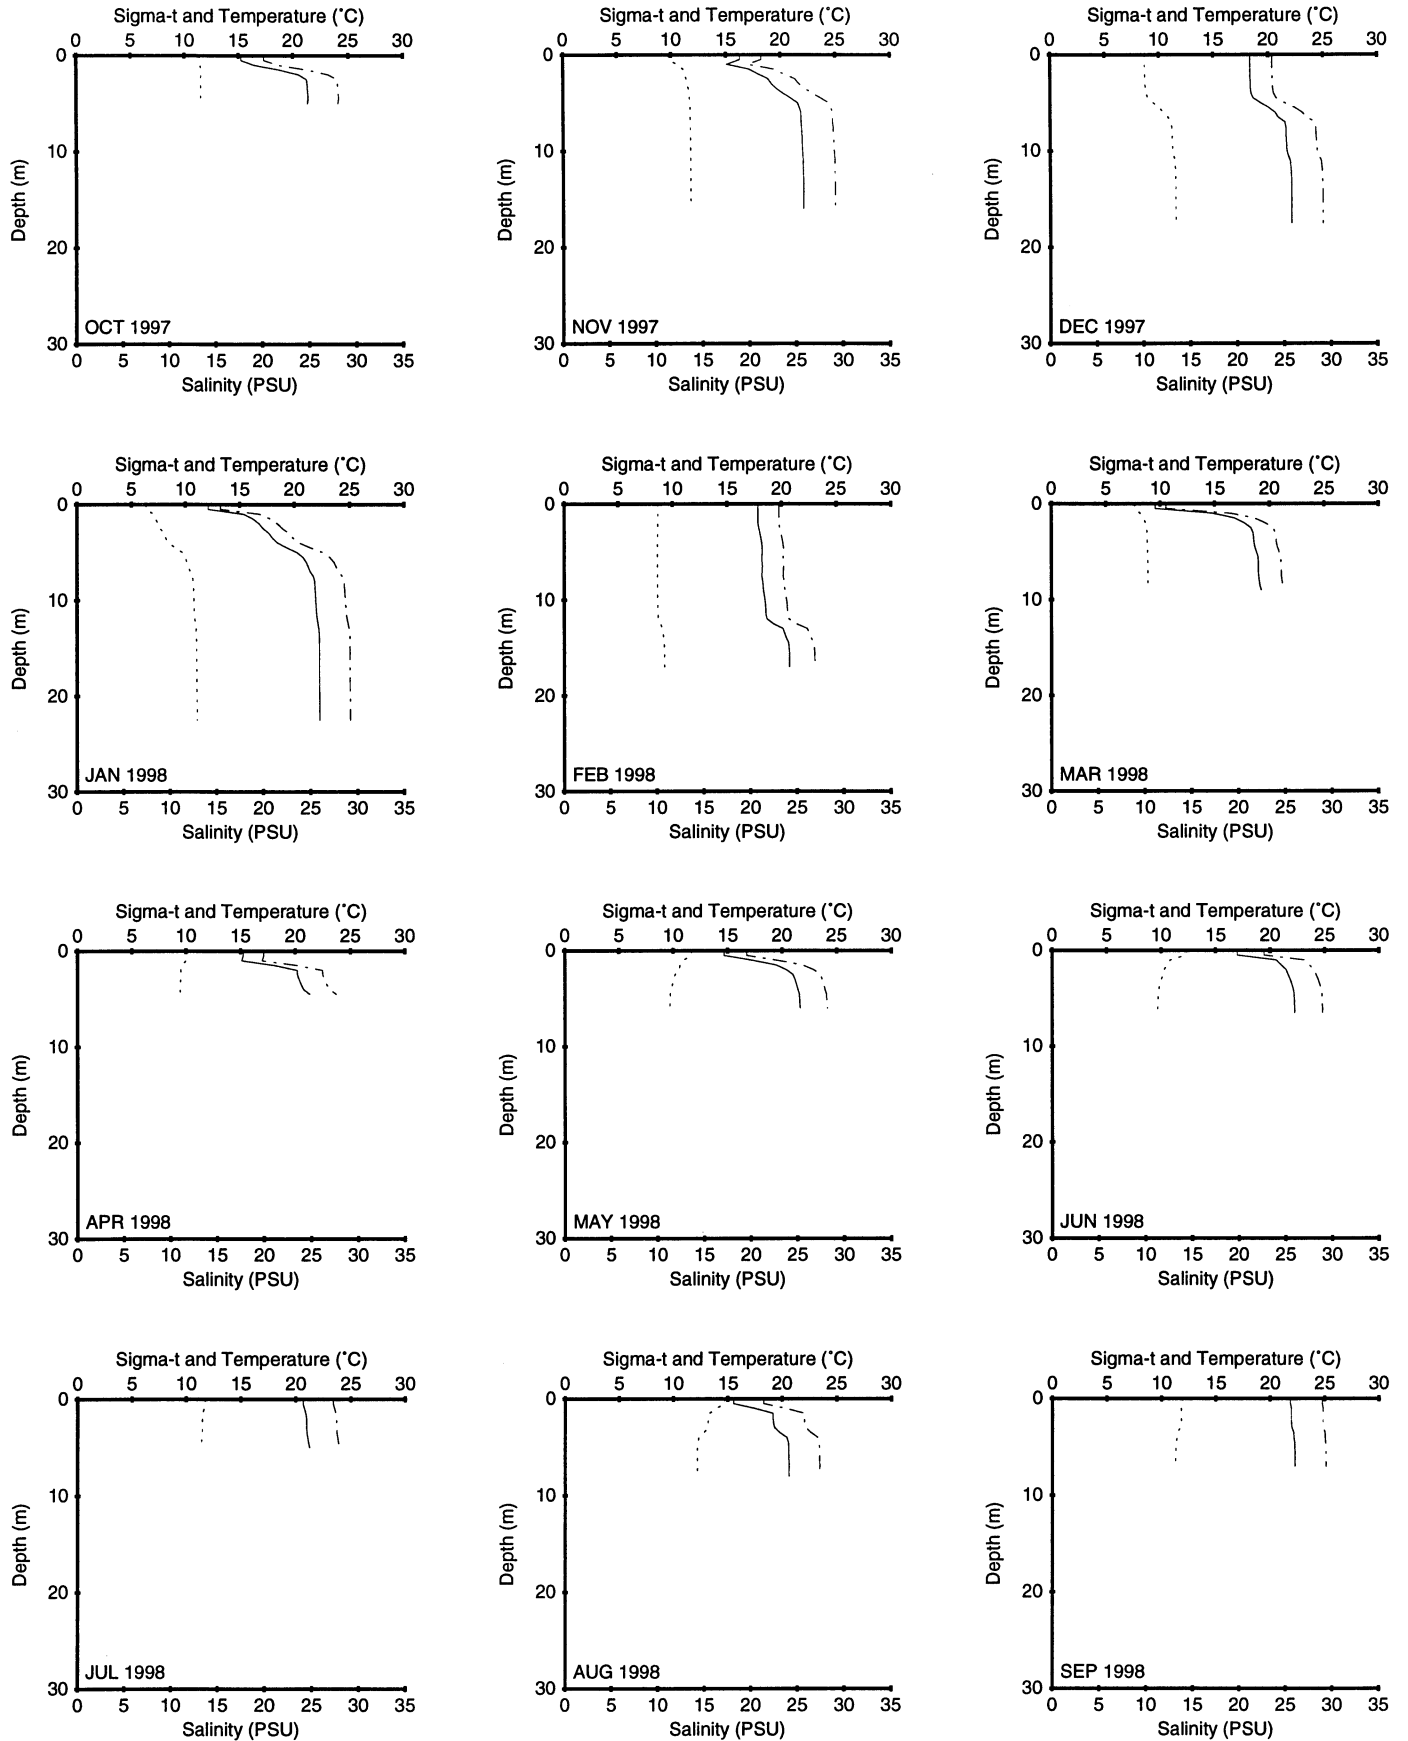 Sigma-t and Temperature (˚C)
0 5 10 15 20 25 30
0
10
20
30
Depth (m)
OCT 1997
0 5 10 15 20 25 30 35
Salinity (PSU)
Sigma-t and Temperature (˚C)
0 5 10 15 20 25 30
0
10
20
30
Depth (m)
NOV 1997
0 5 10 15 20 25 30 35
Salinity (PSU)
Sigma-t and Temperature (˚C)
0 5 10 15 20 25 30
0
10
20
30
Depth (m)
DEC 1997
0 5 10 15 20 25 30 35
Salinity (PSU)
Sigma-t and Temperature (˚C)
0 5 10 15 20 25 30
0
10
20
30
Depth (m)
JAN 1998
0 5 10 15 20 25 30 35
Salinity (PSU)
Sigma-t and Temperature (˚C)
0 5 10 15 20 25 30
0
10
20
30
Depth (m)
FEB 1998
0 5 10 15 20 25 30 35
Salinity (PSU)
Sigma-t and Temperature (˚C)
0 5 10 15 20 25 30
0
10
20
30
Depth (m)
MAR 1998
0 5 10 15 20 25 30 35
Salinity (PSU)
Sigma-t and Temperature (˚C)
0 5 10 15 20 25 30
0
10
20
30
Depth (m)
APR 1998
0 5 10 15 20 25 30 35
Salinity (PSU)
Sigma-t and Temperature (˚C)
0 5 10 15 20 25 30
0
10
20
30
Depth (m)
MAY 1998
0 5 10 15 20 25 30 35
Salinity (PSU)
Sigma-t and Temperature (˚C)
0 5 10 15 20 25 30
0
10
20
30
Depth (m)
JUN 1998
0 5 10 15 20 25 30 35
Salinity (PSU)
Sigma-t and Temperature (˚C)
0 5 10 15 20 25 30
0
10
20
30
Depth (m)
JUL 1998
0 5 10 15 20 25 30 35
Salinity (PSU)
Sigma-t and Temperature (˚C)
0 5 10 15 20 25 30
0
10
20
30
Depth (m)
AUG 1998
0 5 10 15 20 25 30 35
Salinity (PSU)
Sigma-t and Temperature (˚C)
0 5 10 15 20 25 30
0
10
20
30
Depth (m)
SEP 1998
0 5 10 15 20 25 30 35
Salinity (PSU)